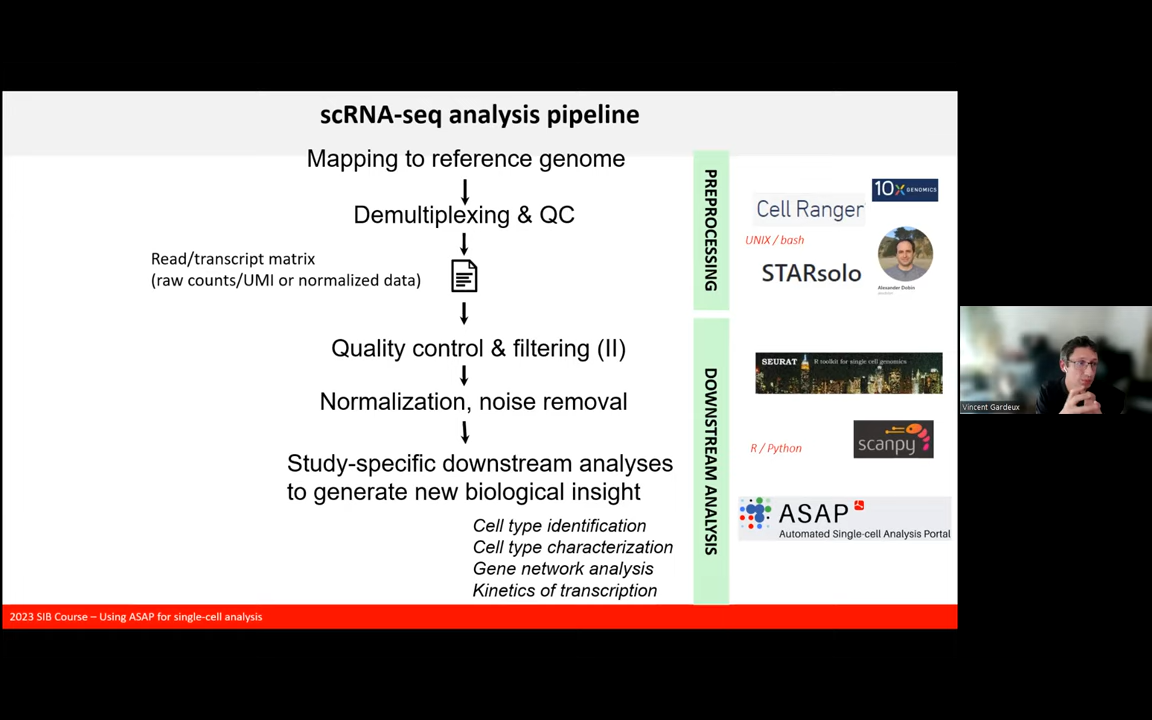 scRNA-seq analysis pipeline
Mapping to reference genome
Demultiplexing & QC
Read/transcript matrix
(raw counts/UMI or normalized data)
Quality control & filtering (II)
Normalization, noise removal
Study-specific downstream analyses
to generate new biological insight
Cell type identification
Cell type characterization
Gene network analysis
Kinetics of transcription
PREPROCESSING
DOWNSTREAM ANALYSIS
10X GENOMICS
Cell Ranger
UNIX / bash
STARsolo
Alexander Dobin
SEURAT R toolkit for single cell genomics
scanpy
R / Python
ASAP
Automated Single-cell Analysis Portal
2023 SIB Course – Using ASAP for single-cell analysis
Vincent Gardeux